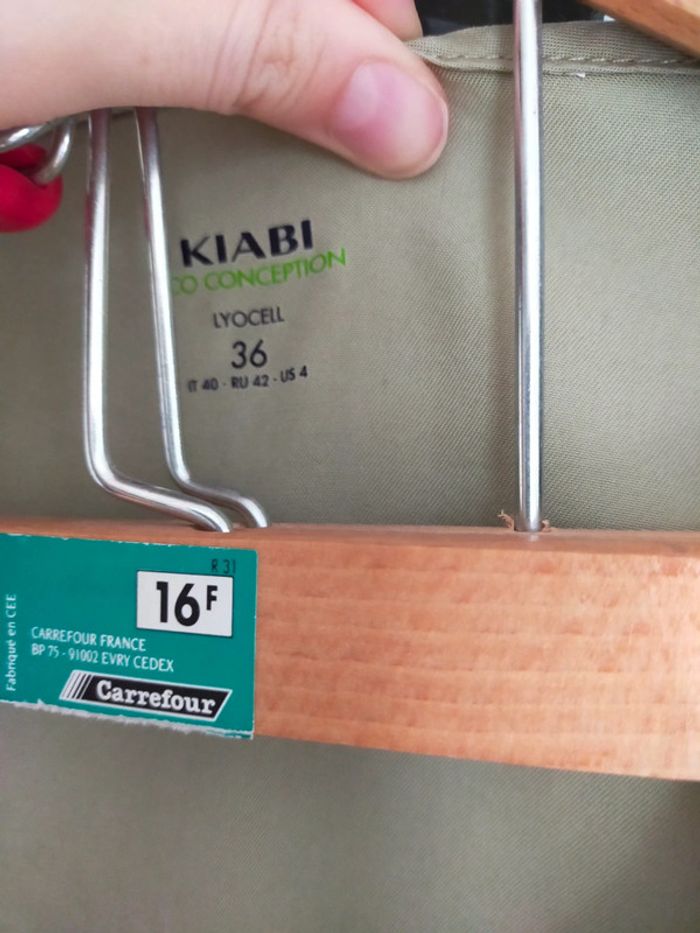 KIABI
CO CONCEPTION
LYOCELL
36
IT 40 - RU 42 - US 4
R 31
16F
Fabriqué en CEE
CARREFOUR FRANCE
BP 75 - 91002 EVRY CEDEX
Carrefour